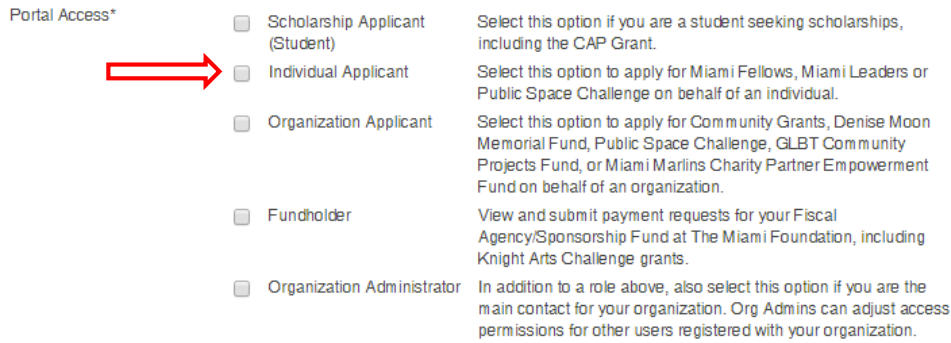 Portal Access*
Scholarship Applicant
(Student)
Select this option if you are a student seeking scholarships,
including the CAP Grant.
Individual Applicant
Select this option to apply for Miami Fellows, Miami Leaders or
Public Space Challenge on behalf of an individual.
Organization Applicant
Select this option to apply for Community Grants, Denise Moon
Memorial Fund, Public Space Challenge, GLBT Community
Projects Fund, or Miami Marlins Charity Partner Empowerment
Fund on behalf of an organization.
Fundholder
View and submit payment requests for your Fiscal
Agency/Sponsorship Fund at The Miami Foundation, including
Knight Arts Challenge grants.
Organization Administrator
In addition to a role above, also select this option if you are the
main contact for your organization. Org Admins can adjust access
permissions for other users registered with your organization.